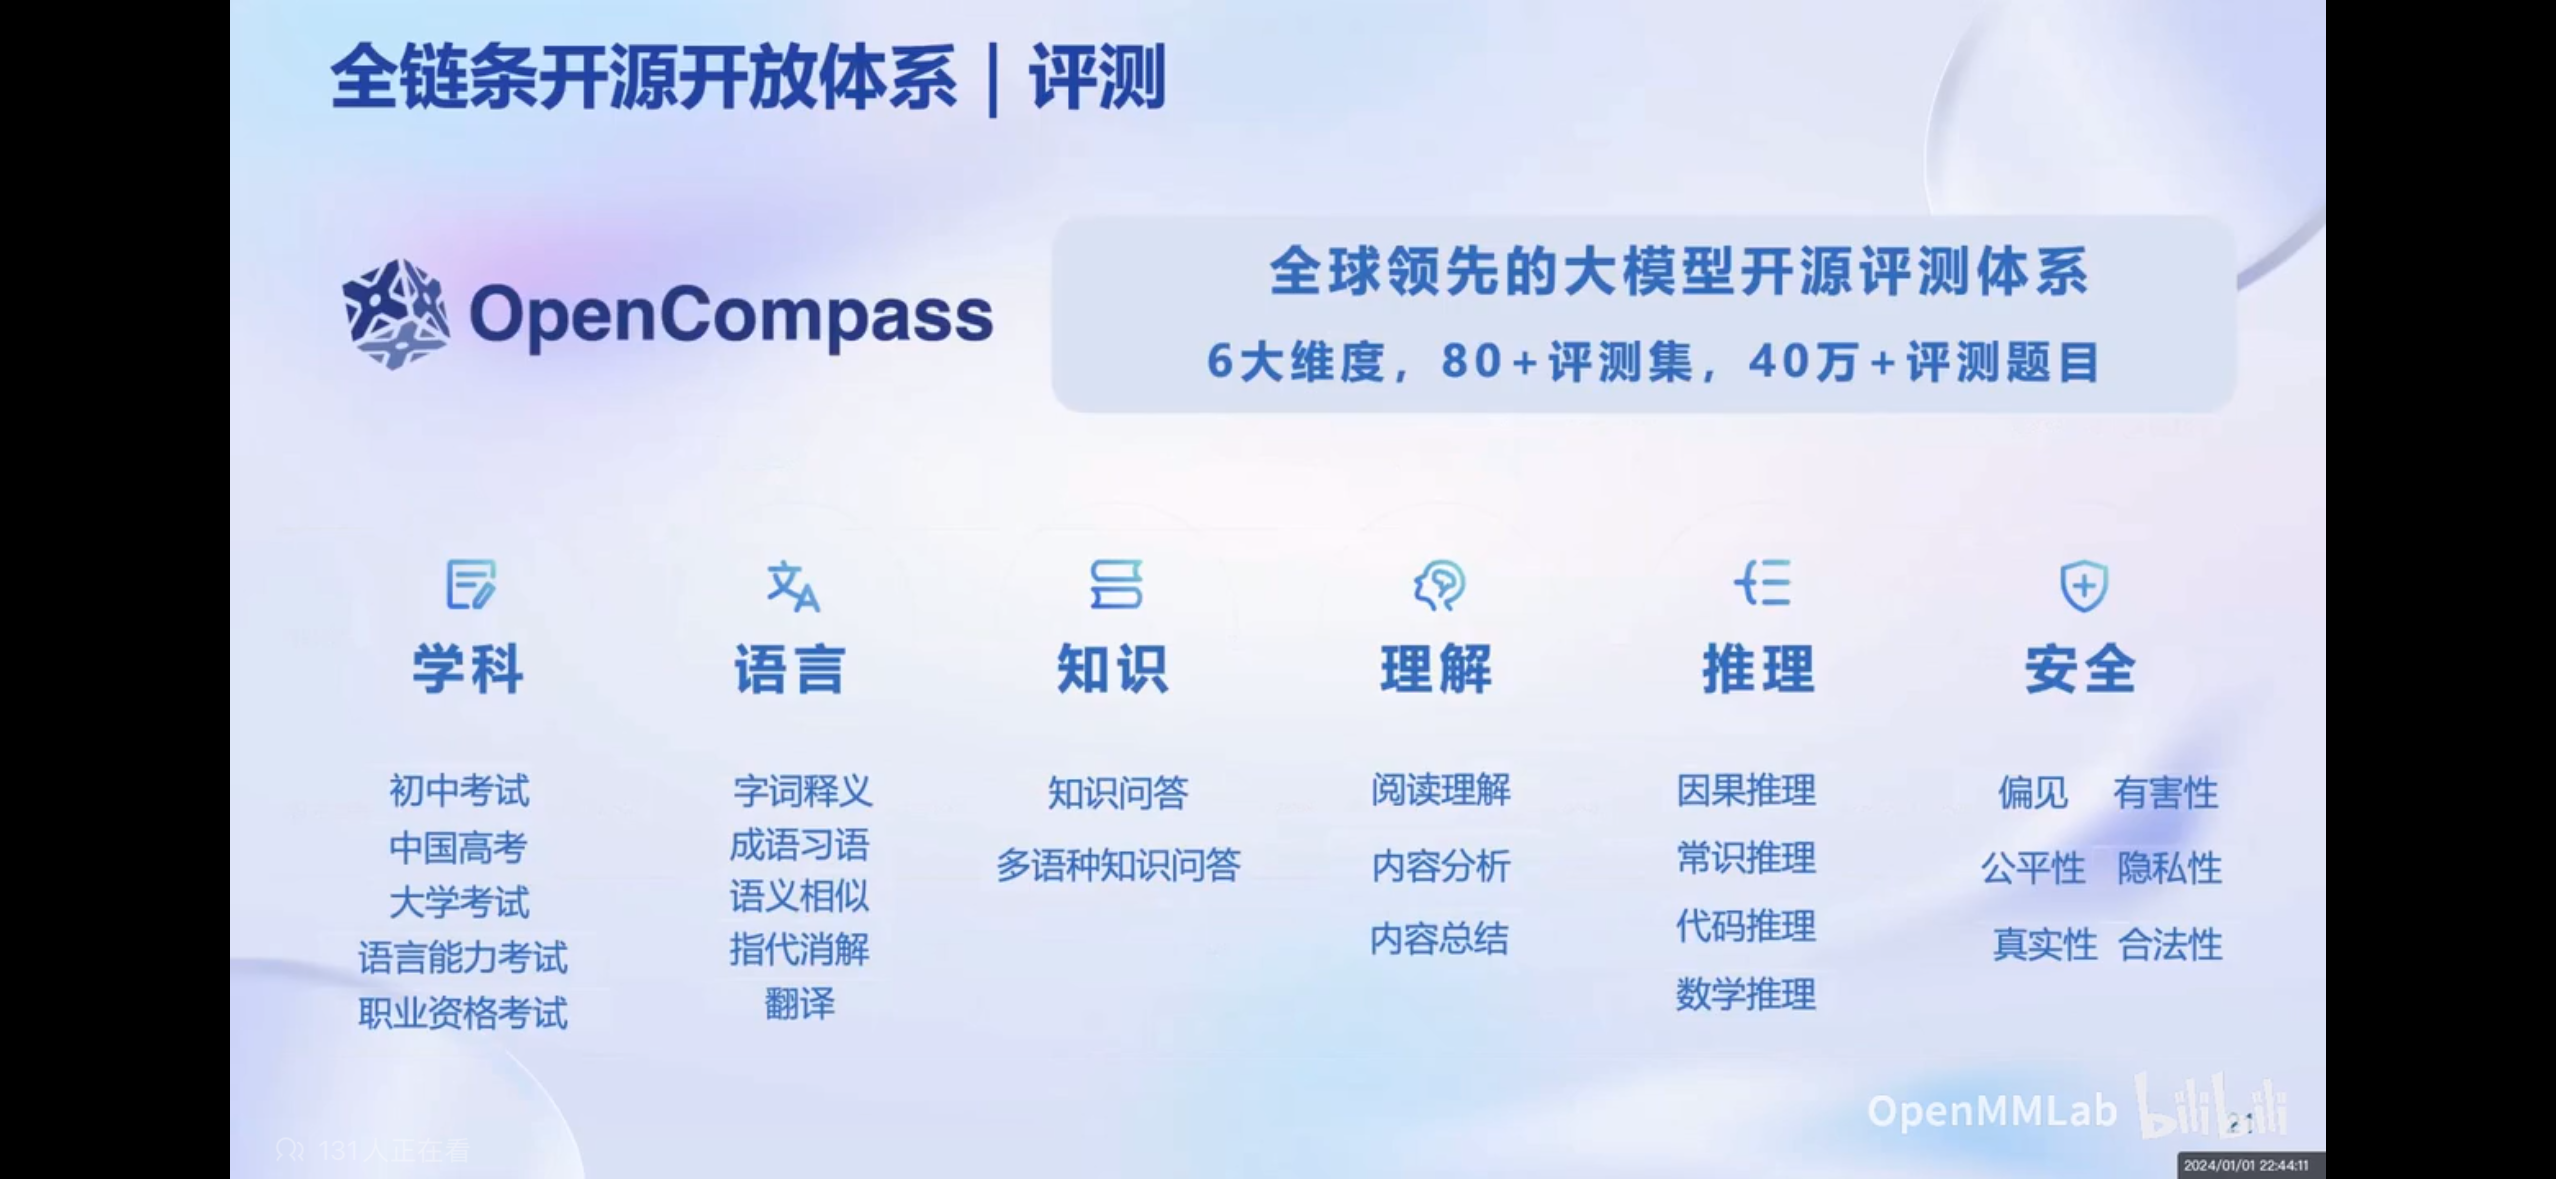 全链条开源开放体系｜评测
OpenCompass
全球领先的大模型开源评测体系
6大维度，80+评测集，40万+评测题目
学科
初中考试
中国高考
大学考试
语言能力考试
职业资格考试
语言
字词释义
成语习语
语义相似
指代消解
翻译
知识
知识问答
多语种知识问答
理解
阅读理解
内容分析
内容总结
推理
因果推理
常识推理
代码推理
数学推理
安全
偏见 有害性
公平性 隐私性
真实性 合法性
OpenMMLab bilibili
21
131人正在看
2024/01/01 22:44:11